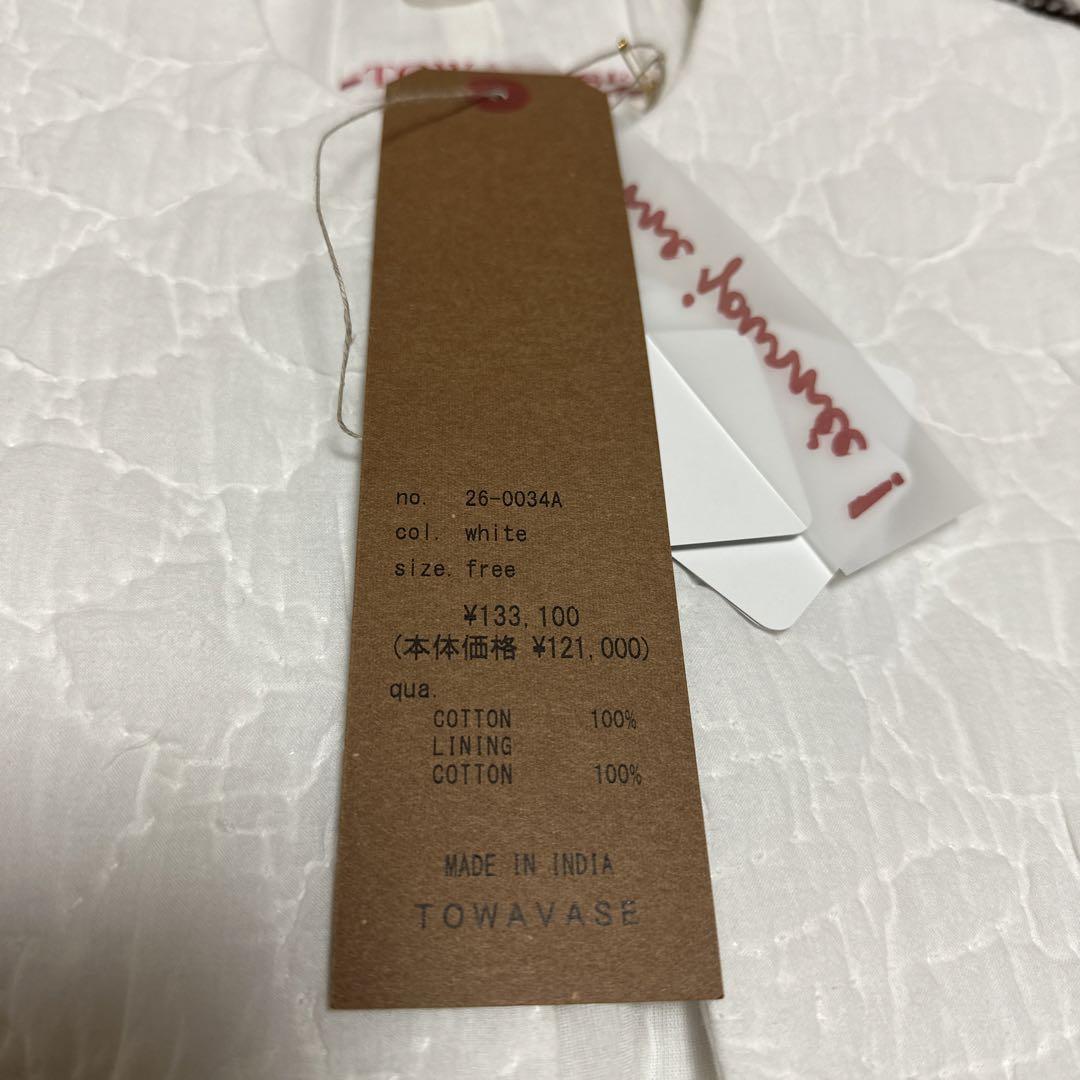 no. 26-0034A
col. white
size. free
¥133,100
(本体価格 ¥121,000)
qua.
COTTON 100%
LINING
COTTON 100%
MADE IN INDIA
TOWAVASE